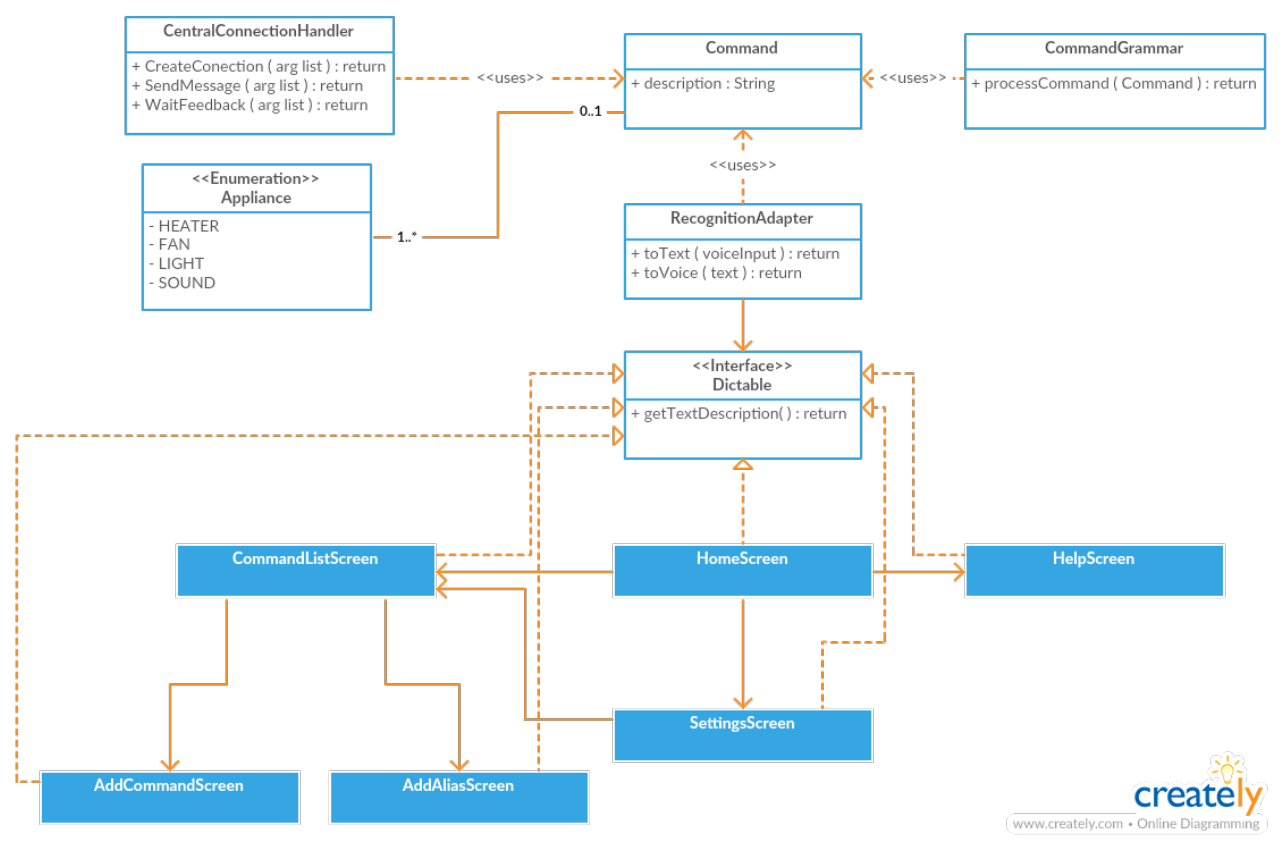 CentralConnectionHandler
+ CreateConection ( arg list ) : return
+ SendMessage ( arg list ) : return
+ WaitFeedback ( arg list ) : return
<<uses>>
Command
+ description : String
<<uses>>
CommandGrammar
+ processCommand ( Command ) : return
0..1
<<uses>>
<<Enumeration>>
Appliance
- HEATER
- FAN
- LIGHT
- SOUND
1..*
RecognitionAdapter
+ toText ( voiceInput ) : return
+ toVoice ( text ) : return
<<Interface>>
Dictable
+ getTextDescription( ) : return
CommandListScreen
HomeScreen
HelpScreen
SettingsScreen
AddCommandScreen
AddAliasScreen
creately
www.creately.com • Online Diagramming